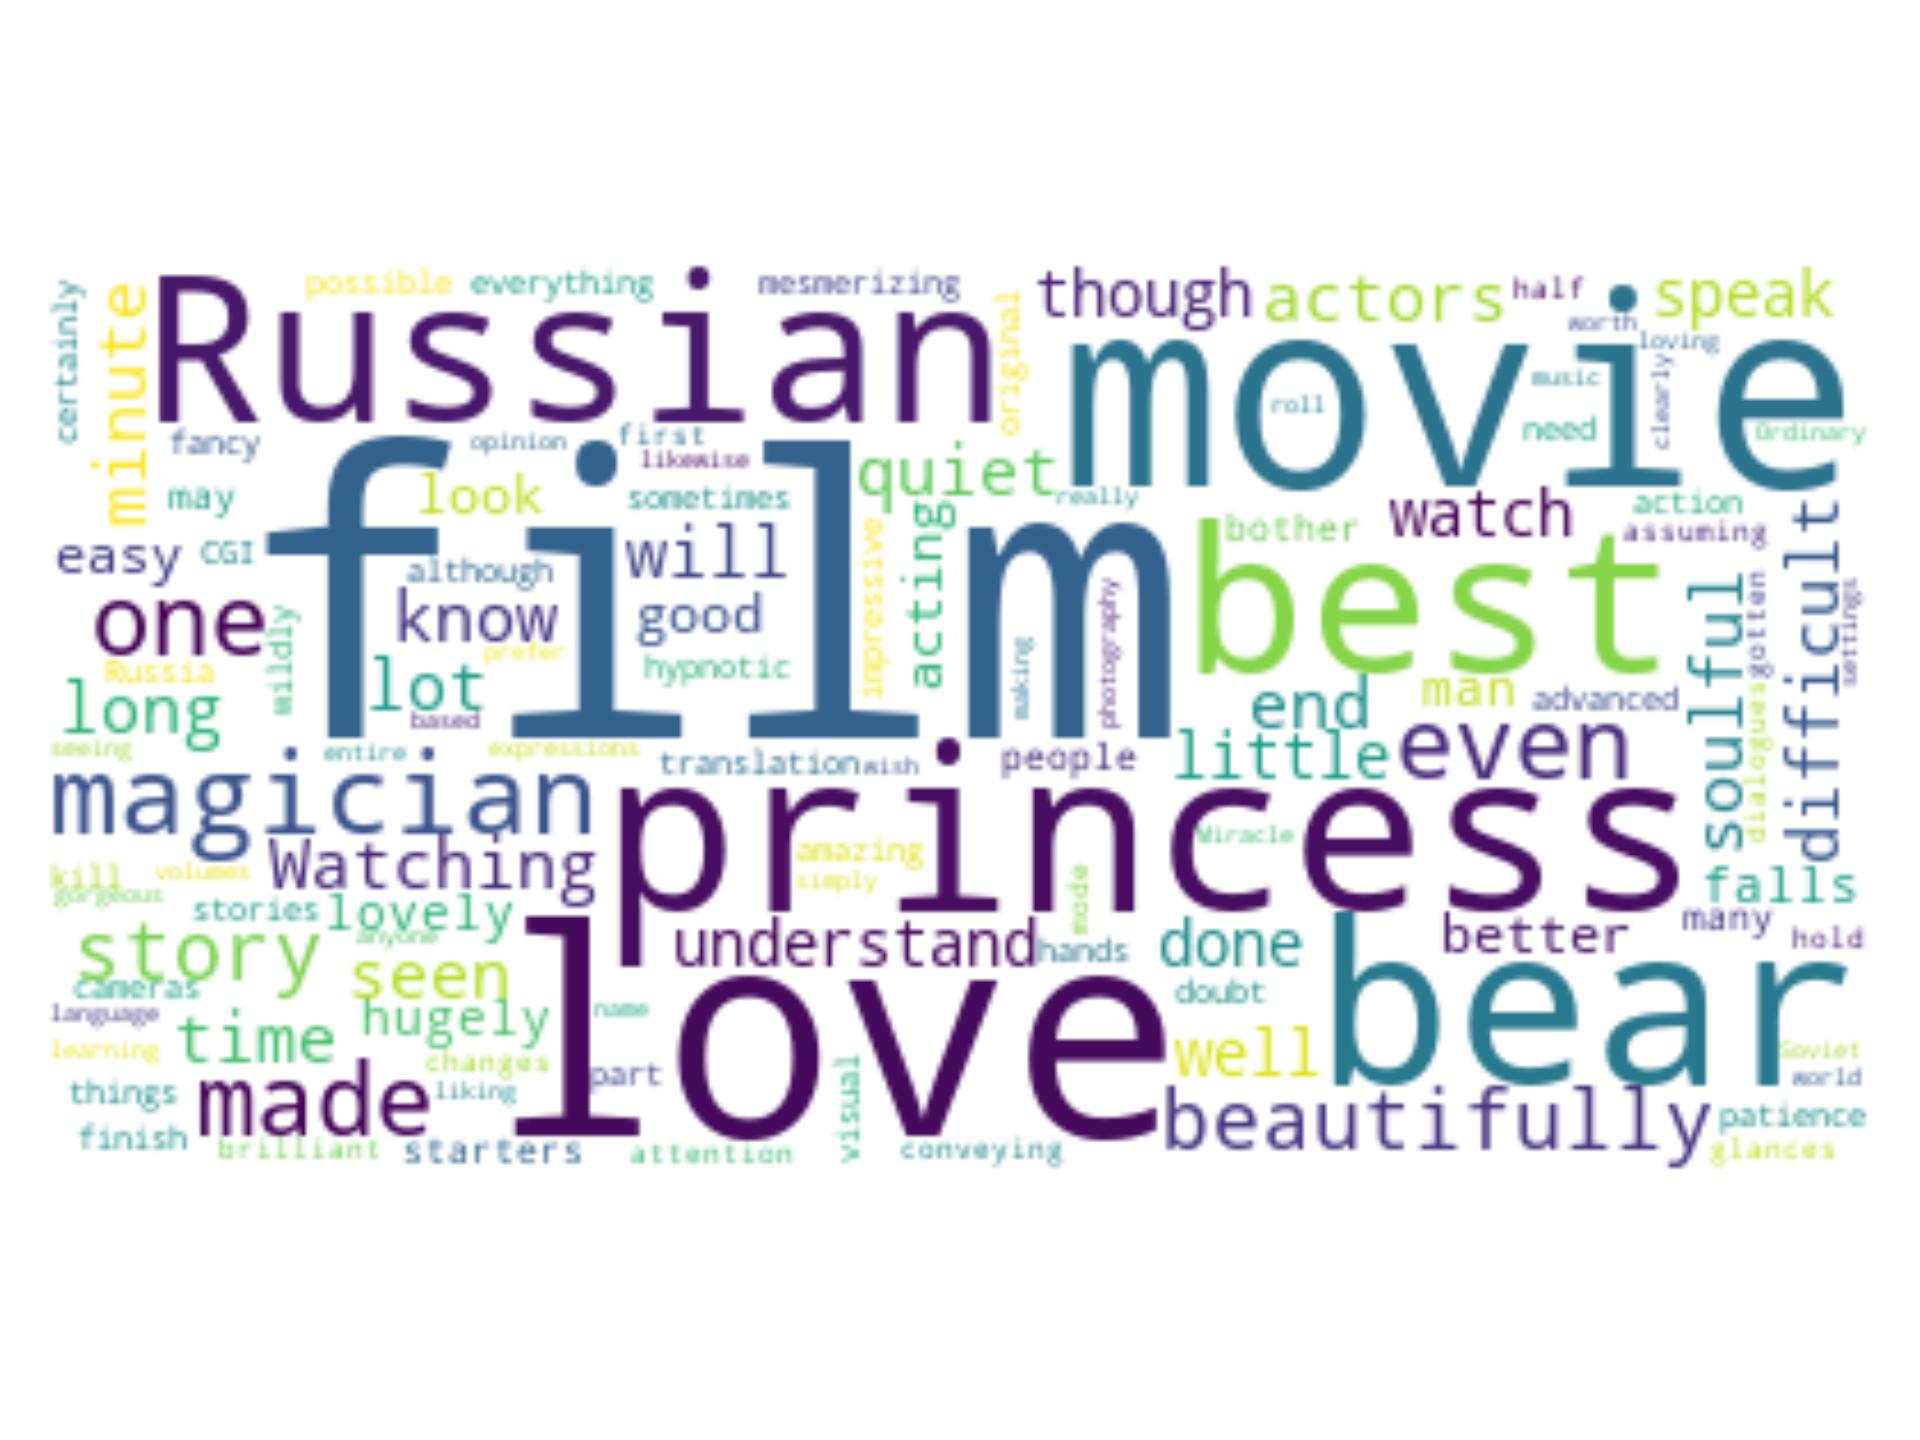 certainly
minute
Russian
possible
everything
mesmerizing
original
though
actors
half
speak
worth
loving
movie
music
clearly
roll
need
Ordinary
fancy
opinion
first
likewise
quiet
may
look
sometimes
really
watch
action
film
easy
CGI
although
will
impressive
acting
bother
assuming
difficult
best
one
mildly
know
good
making
photography
soulful
gotten
settings
Russia
prefer
hypnotic
long
lot
based
end
man
advanced
dialogues
seeing
entire
expressions
translation
wish
people
little
even
magician
princess
Miracle
kill
volumes
Watching
amazing
simply
mode
falls
gorgeous
stories
lovely
anyone
understand
hands
done
better
many
hold
story
seen
love
bear
cameras
doubt
language
time
hugely
name
learning
changes
part
well
Soviet
world
things
made
liking
visual
beautifully
patience
finish
brilliant
starters
attention
conveying
glances